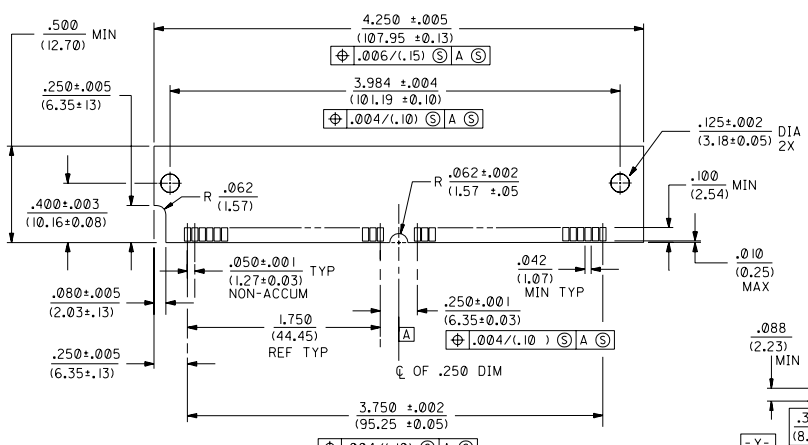 4.250 ±.005
(107.95 ±0.13)
⌖ .006/(.15) Ⓢ A Ⓢ
.500 MIN
(12.70)
3.984 ±.004
(101.19 ±0.10)
⌖ .004/(.10) Ⓢ A Ⓢ
.250±.005
(6.35±13)
.125±.002 DIA
(3.18±0.05) 2X
R .062
(1.57)
R .062±.002
(1.57 ±.05
.100 MIN
(2.54)
.400±.003
(10.16±0.08)
.050±.001 TYP
(1.27±0.03)
NON-ACCUM
.042
(1.07)
MIN TYP
.010
(0.25)
MAX
.080±.005
(2.03±.13)
.250±.001
(6.35±0.03)
⌖ .004/(.10 ) Ⓢ A Ⓢ
1.750
(44.45)
REF TYP
A
.088
(2.23)
MIN
.250±.005
(6.35±.13)
℄ OF .250 DIM
3.750 ±.002
(95.25 ±0.05)
.3
(8.
-X-